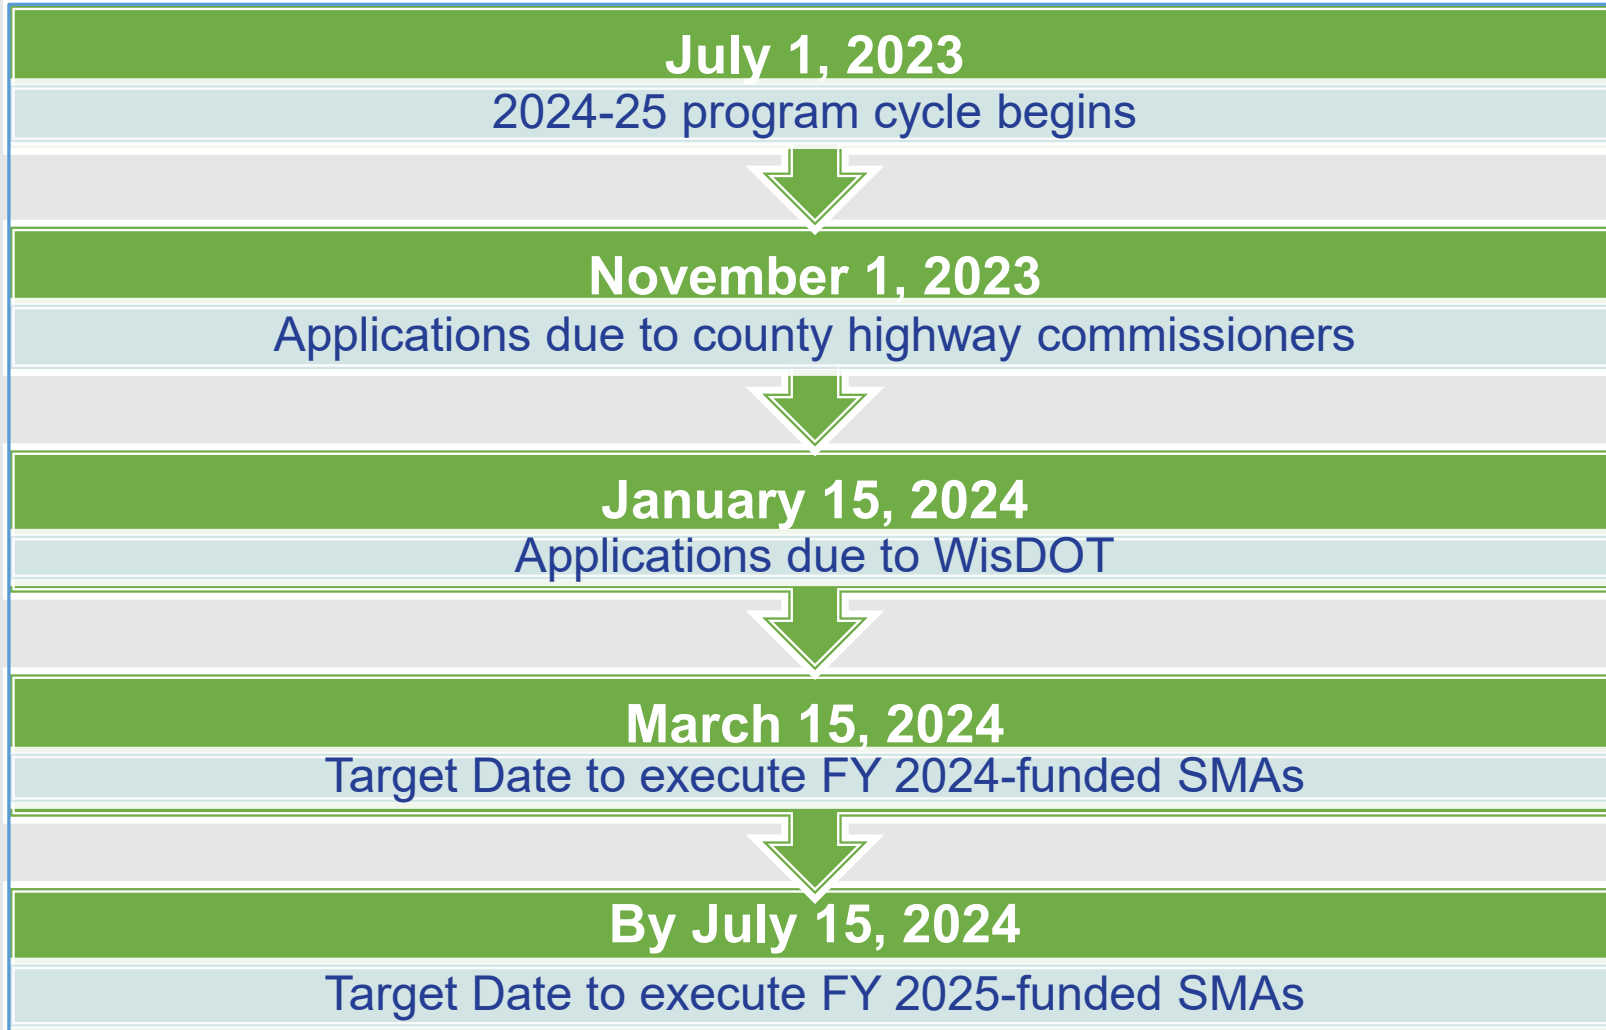 July 1, 2023
2024-25 program cycle begins
November 1, 2023
Applications due to county highway commissioners
January 15, 2024
Applications due to WisDOT
March 15, 2024
Target Date to execute FY 2024-funded SMAs
By July 15, 2024
Target Date to execute FY 2025-funded SMAs